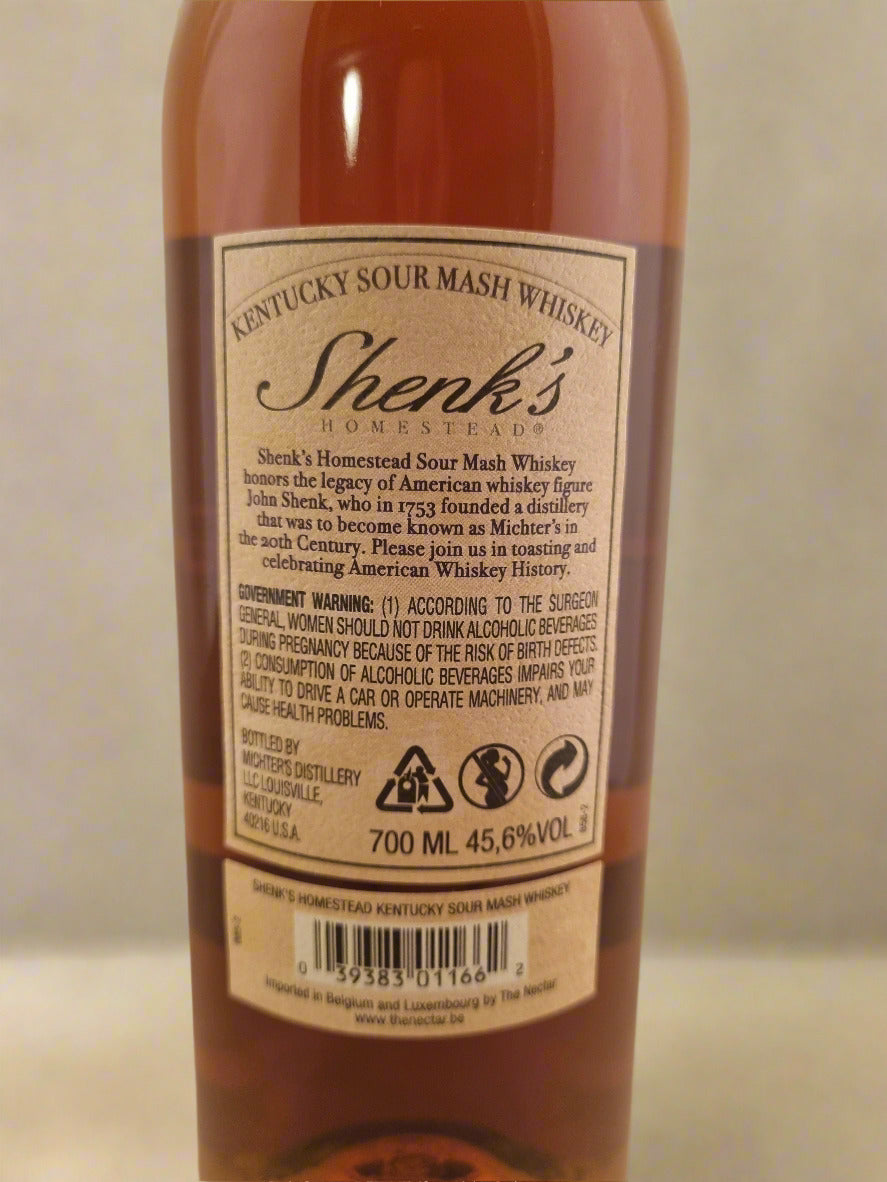 KENTUCKY SOUR MASH WHISKEY
Shenk's
HOMESTEAD®
Shenk's Homestead Sour Mash Whiskey
honors the legacy of American whiskey figure
John Shenk, who in 1753 founded a distillery
that was to become known as Michter's in
the 20th Century. Please join us in toasting and
celebrating American Whiskey History.
GOVERNMENT WARNING: (1) ACCORDING TO THE SURGEON
GENERAL, WOMEN SHOULD NOT DRINK ALCOHOLIC BEVERAGES
DURING PREGNANCY BECAUSE OF THE RISK OF BIRTH DEFECTS.
(2) CONSUMPTION OF ALCOHOLIC BEVERAGES IMPAIRS YOUR
ABILITY TO DRIVE A CAR OR OPERATE MACHINERY, AND MAY
CAUSE HEALTH PROBLEMS.
BOTTLED BY
MICHTER'S DISTILLERY
LLC LOUISVILLE,
KENTUCKY
40216 U.S.A.
700 ML 45,6%VOL
SHENK'S HOMESTEAD KENTUCKY SOUR MASH WHISKEY
0 39383 01166 2
Imported in Belgium and Luxembourg by The Nectar
www.thenectar.be